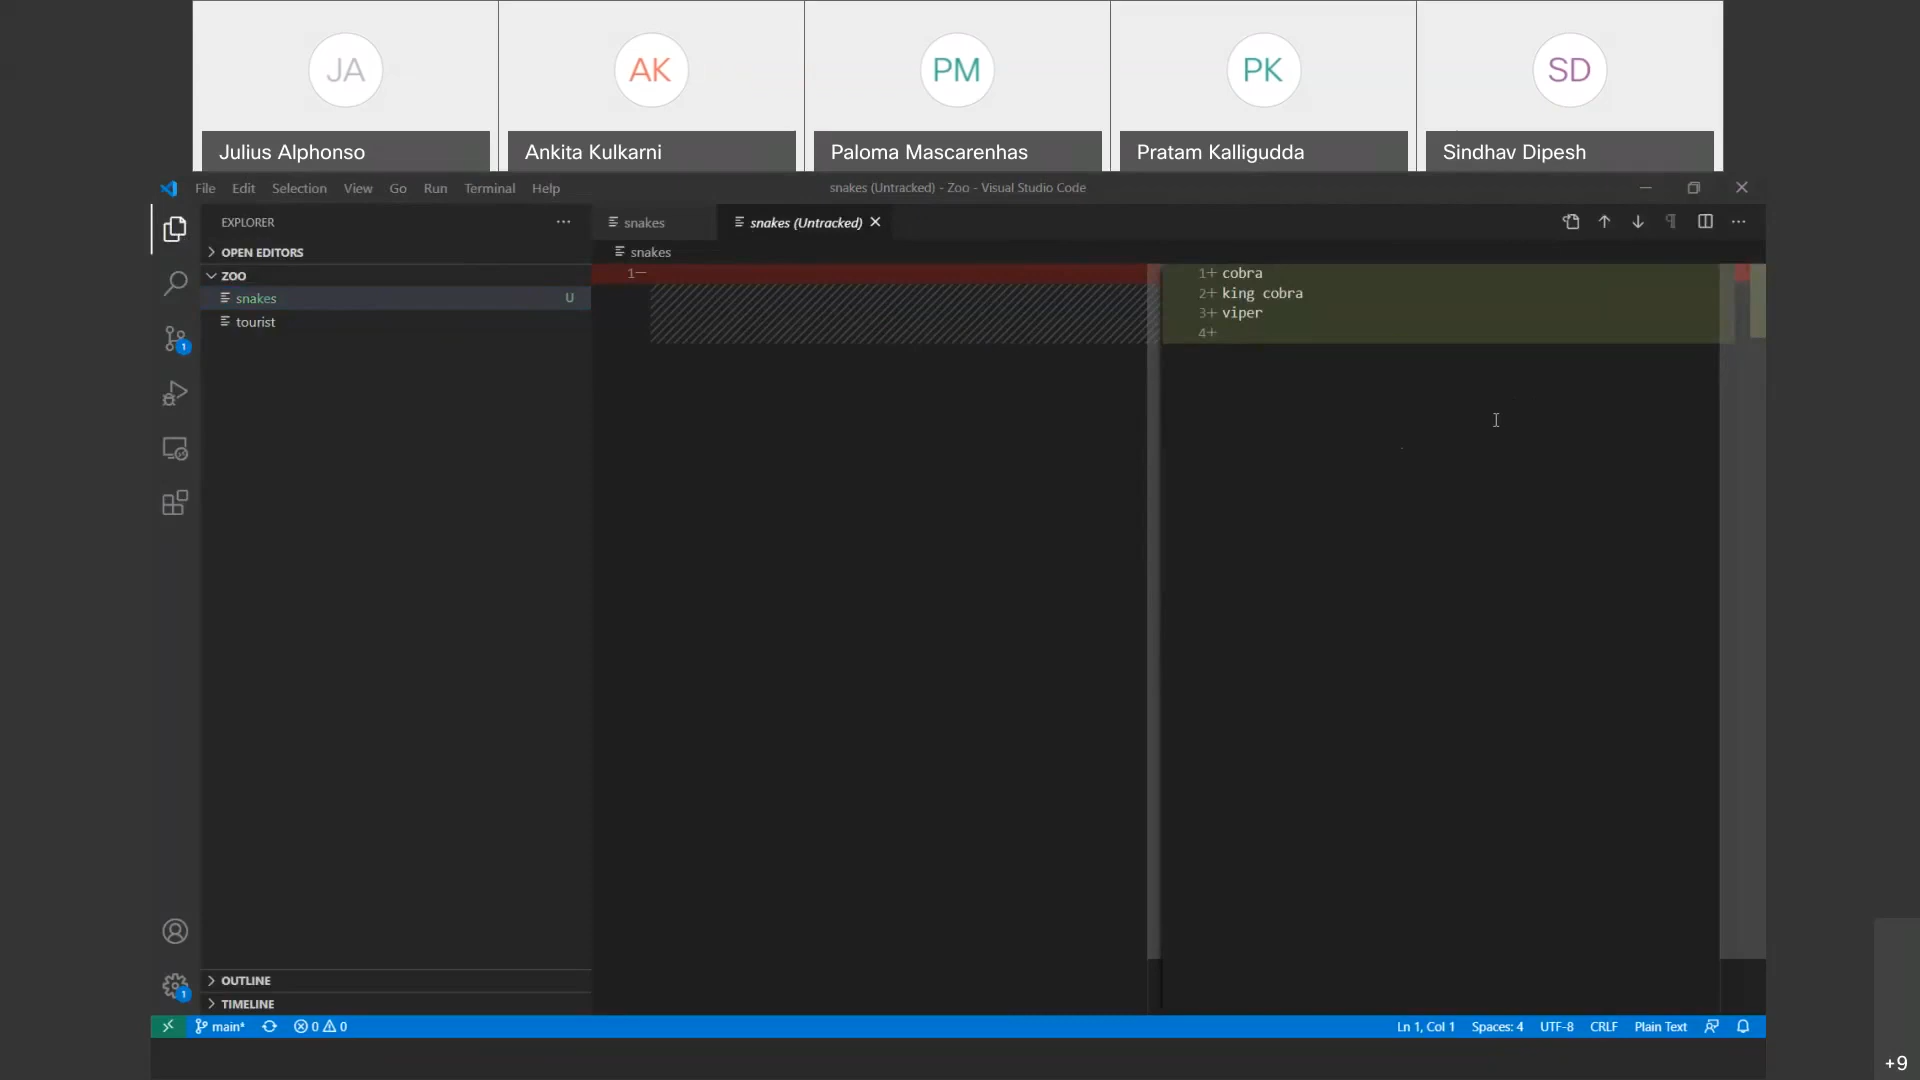 JA
AK
PM
PK
SD
Julius Alphonso
Ankita Kulkarni
Paloma Mascarenhas
Pratam Kalligudda
Sindhav Dipesh
File Edit Selection View Go Run Terminal Help
snakes (Untracked) - Zoo - Visual Studio Code
EXPLORER
snakes
snakes (Untracked)
OPEN EDITORS
snakes
ZOO
snakes U
tourist
1
1-
1+ cobra
2+ king cobra
3+ viper
4+
OUTLINE
TIMELINE
1
main*
0 0
Ln 1, Col 1
Spaces: 4
UTF-8
CRLF
Plain Text
+9